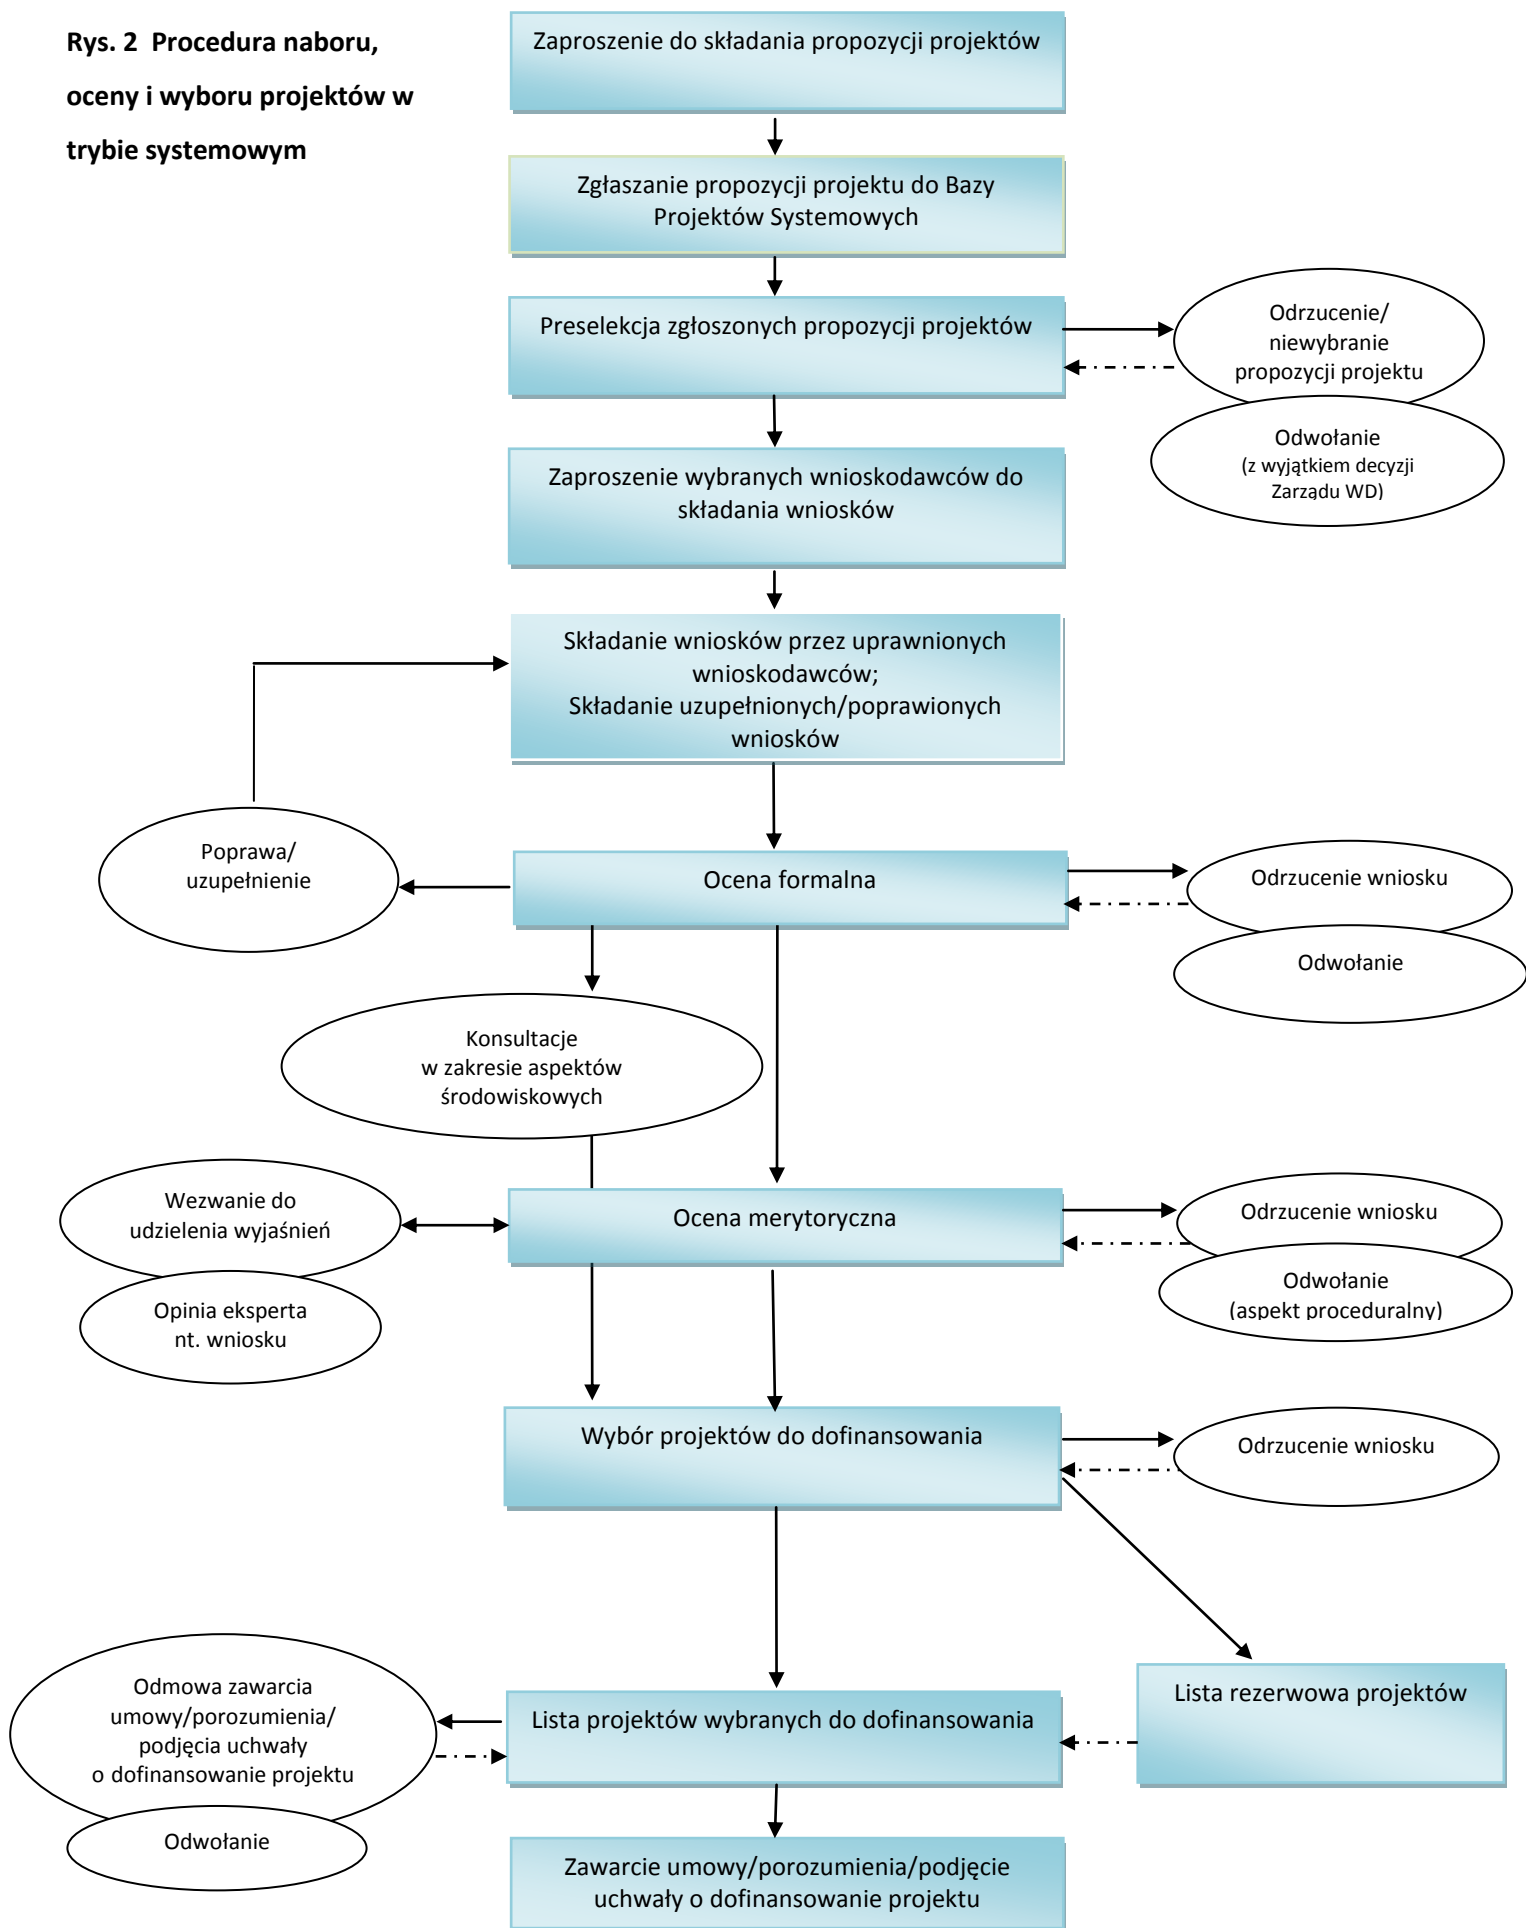 Rys. 2  Procedura naboru,
oceny i wyboru projektów w
trybie systemowym
Zaproszenie do składania propozycji projektów
Zgłaszanie propozycji projektu do Bazy
Projektów Systemowych
Preselekcja zgłoszonych propozycji projektów
Odrzucenie/
niewybranie
propozycji projektu
Odwołanie
(z wyjątkiem decyzji
Zarządu WD)
Zaproszenie wybranych wnioskodawców do
składania wniosków
Składanie wniosków przez uprawnionych
wnioskodawców;
Składanie uzupełnionych/poprawionych
wniosków
Poprawa/
uzupełnienie
Ocena formalna
Odrzucenie wniosku
Odwołanie
Konsultacje
w zakresie aspektów
środowiskowych
Wezwanie do
udzielenia wyjaśnień
Opinia eksperta
nt. wniosku
Ocena merytoryczna
Odrzucenie wniosku
Odwołanie
(aspekt proceduralny)
Wybór projektów do dofinansowania
Odrzucenie wniosku
Lista rezerwowa projektów
Odmowa zawarcia
umowy/porozumienia/
podjęcia uchwały
o dofinansowanie projektu
Odwołanie
Lista projektów wybranych do dofinansowania
Zawarcie umowy/porozumienia/podjęcie
uchwały o dofinansowanie projektu